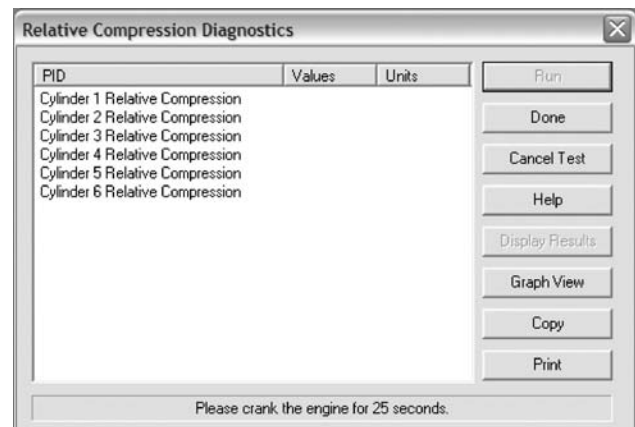 Relative Compression Diagnostics
PID Values Units
Cylinder 1 Relative Compression
Cylinder 2 Relative Compression
Cylinder 3 Relative Compression
Cylinder 4 Relative Compression
Cylinder 5 Relative Compression
Cylinder 6 Relative Compression
Run
Done
Cancel Test
Help
Display Results
Graph View
Copy
Print
Please crank the engine for 25 seconds.